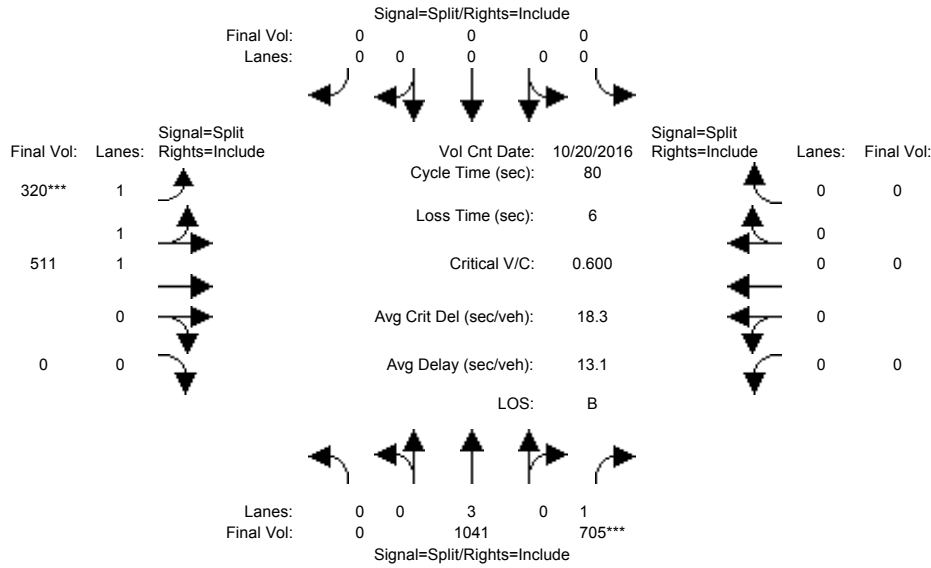 Signal=Split/Rights=Include
Final Vol: 0 0 0
Lanes: 0 0 0 0 0
Signal=Split Signal=Split
Final Vol: Lanes: Rights=Include Vol Cnt Date: 10/20/2016 Rights=Include Lanes: Final Vol:
Cycle Time (sec): 80
320*** 1 0 0
Loss Time (sec): 6
1 0
511 1 Critical V/C: 0.600 0 0
0 Avg Crit Del (sec/veh): 18.3 0
0 0 Avg Delay (sec/veh): 13.1 0 0
LOS: B
Lanes: 0 0 3 0 1
Final Vol: 0 1041 705***
Signal=Split/Rights=Include